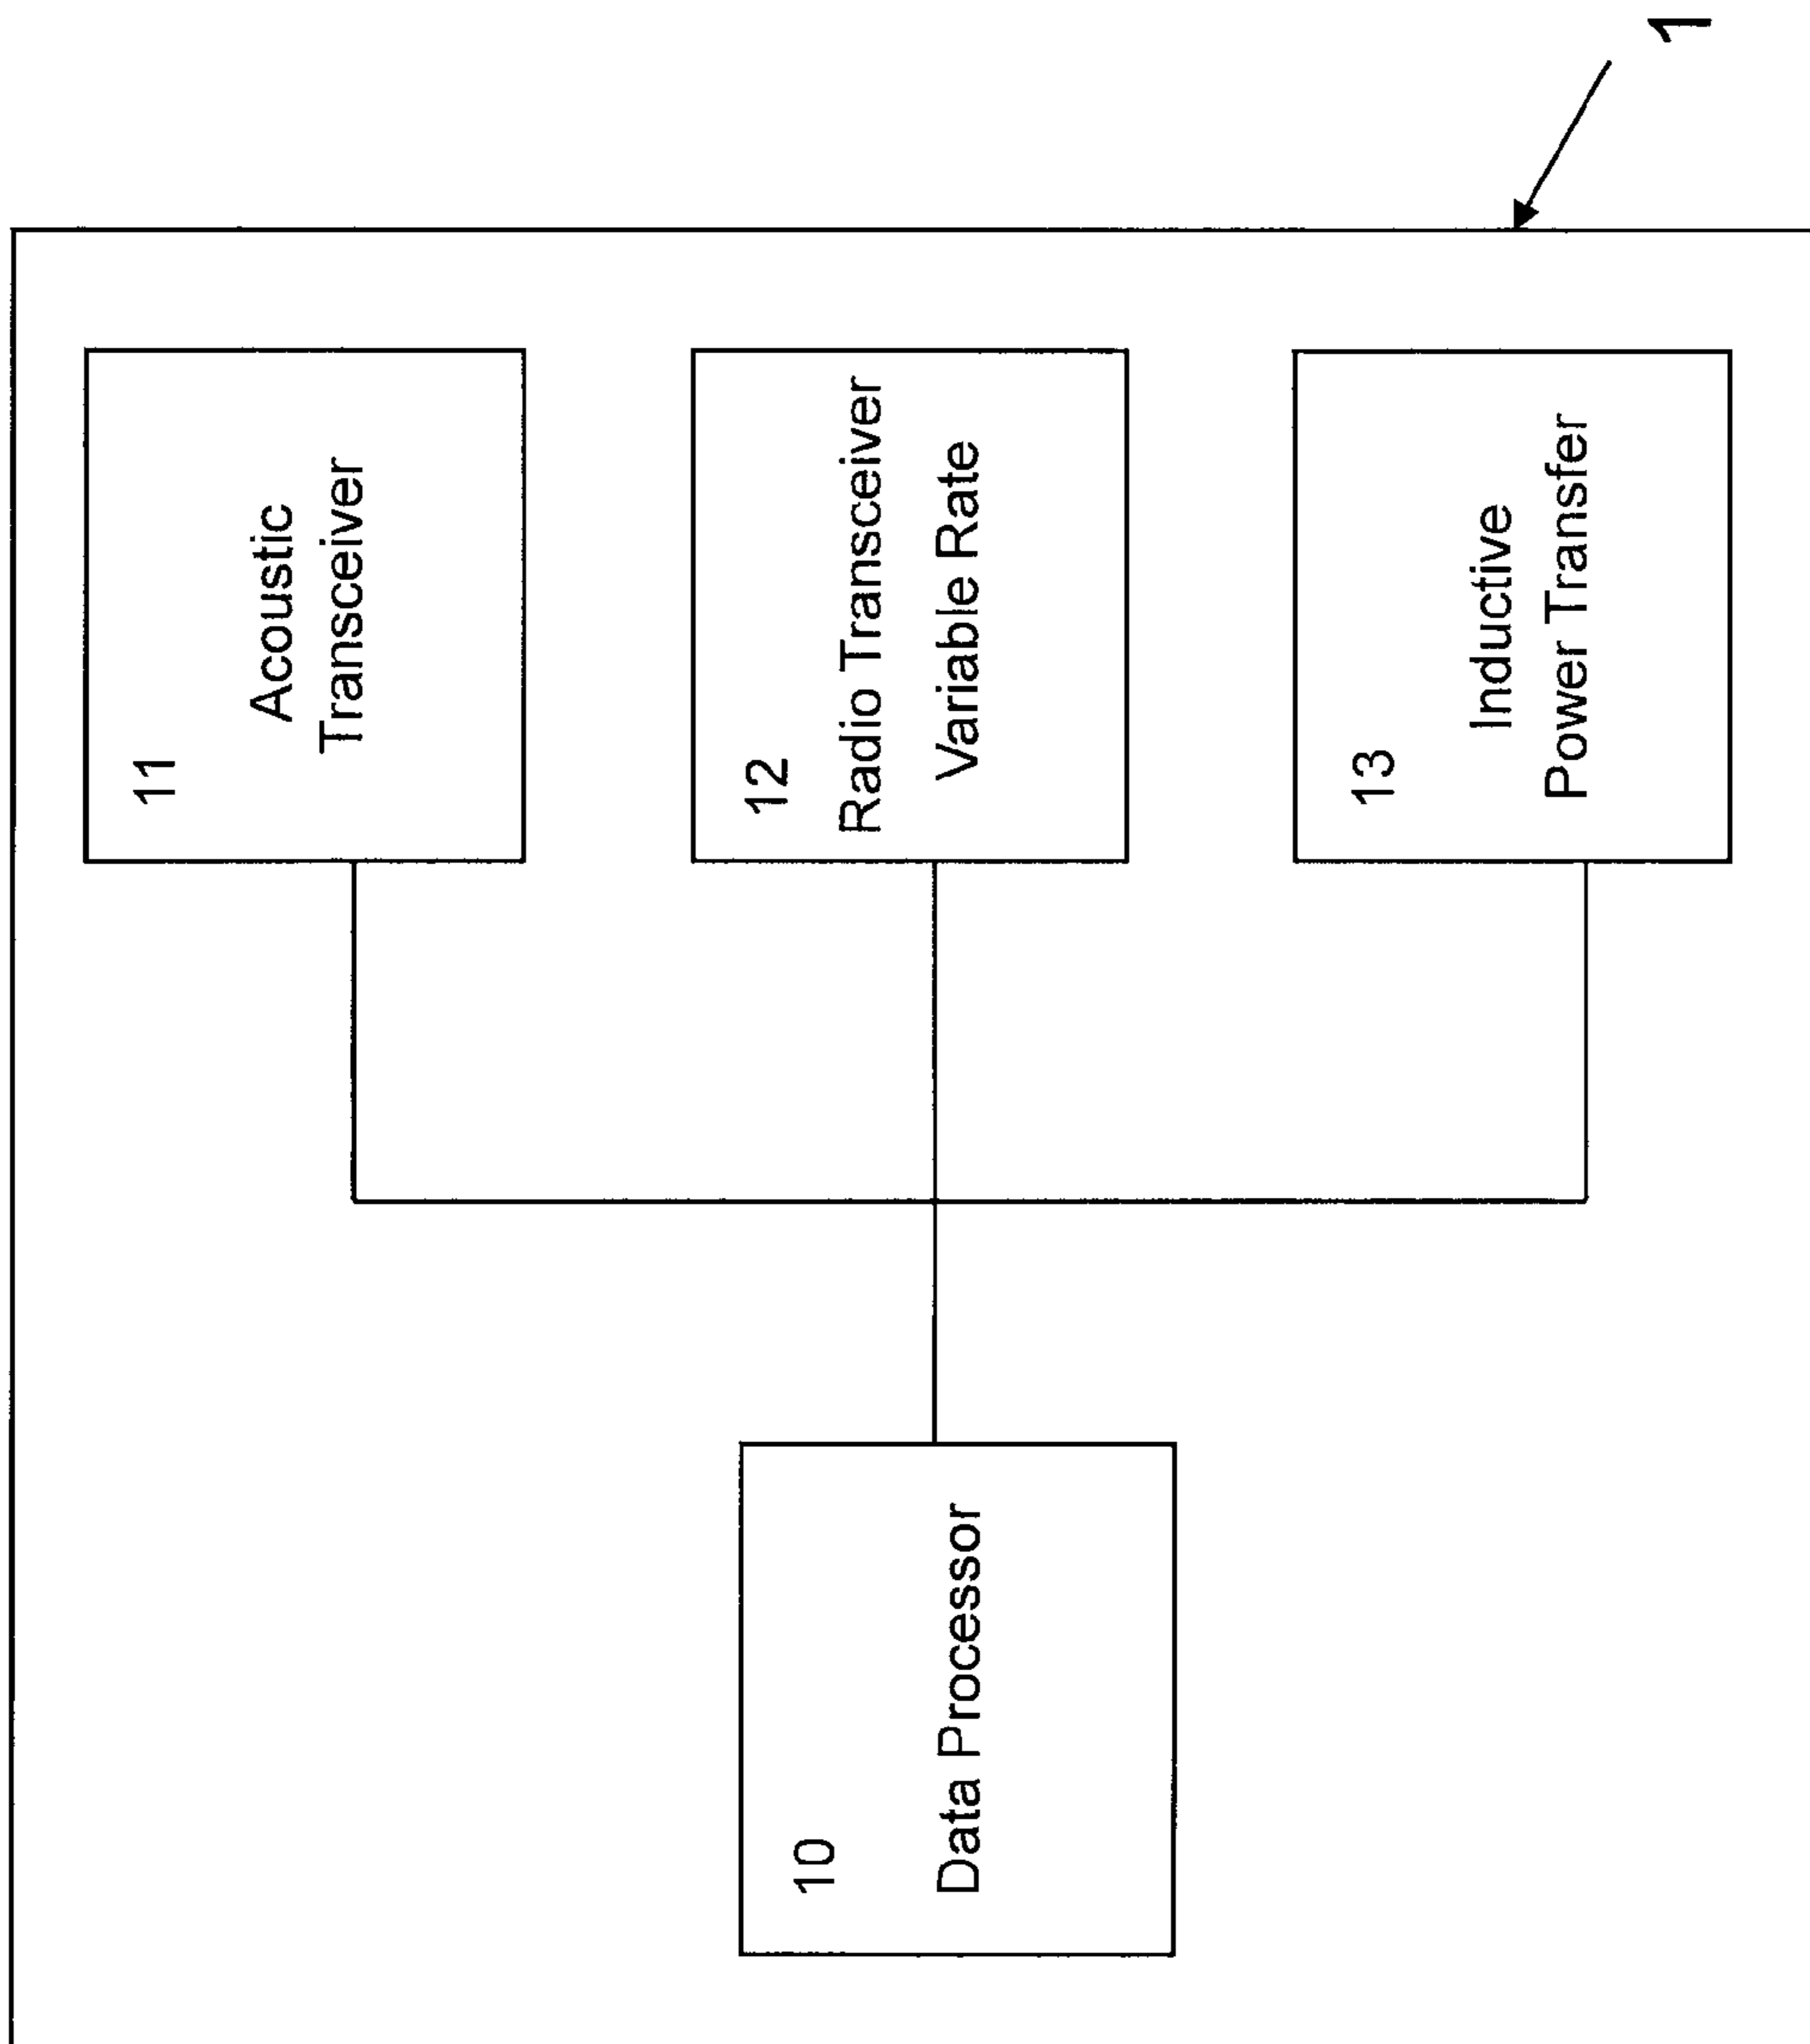 1
11
Acoustic
Transceiver
12
Radio Transceiver
Variable Rate
13
Inductive
Power Transfer
10
Data Processor